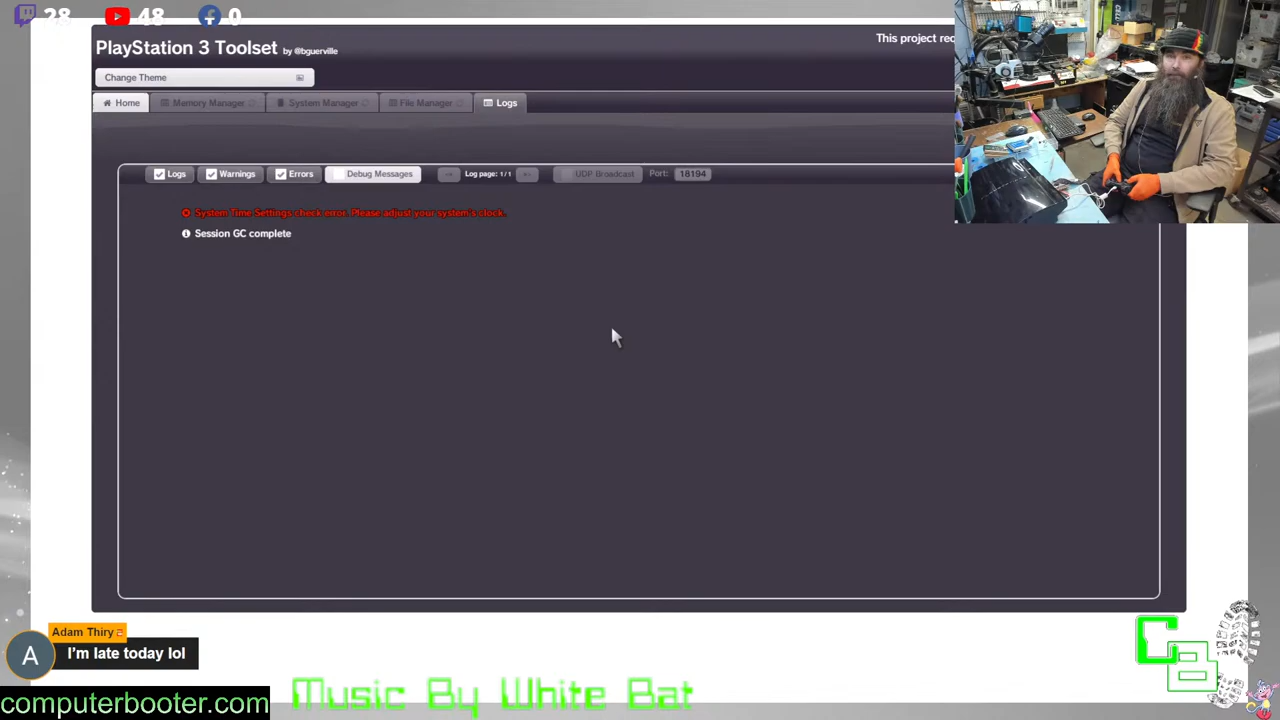 28 48 0
PlayStation 3 Toolset by @bguerville
This project rec
Change Theme
Home Memory Manager System Manager File Manager Logs
Logs Warnings Errors Debug Messages Log page: 1/1 UDP Broadcast Port: 18194
System Time Settings check error. Please adjust your system's clock.
Session GC complete
Adam Thiry
A I'm late today lol
CB
computerbooter.com Music By White Bat